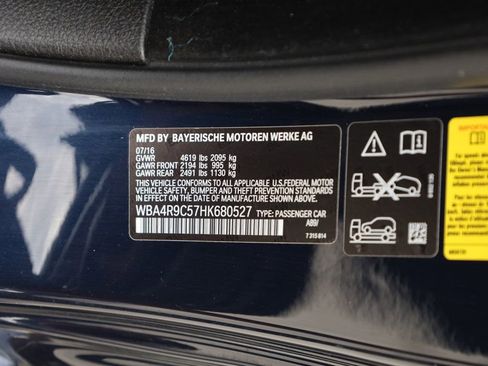 MFD BY BAYERISCHE MOTOREN WERKE AG
07/16
GVWR 4619 lbs 2095 kg
GAWR FRONT 2194 lbs 995 kg
GAWR REAR 2491 lbs 1130 kg
THIS VEHICLE CONFORMS TO ALL
APPLICABLE U.S.FEDERAL MOTOR
VEHICLE SAFETY, BUMPER, AND THEFT
PREVENTION STANDARDS IN
EFFECT ON THE DATE OF MANUFACTURE SHOWN ABOVE.
WBA4R9C57HK680527 TYPE: PASSENGER CAR
A89/
7 315 814